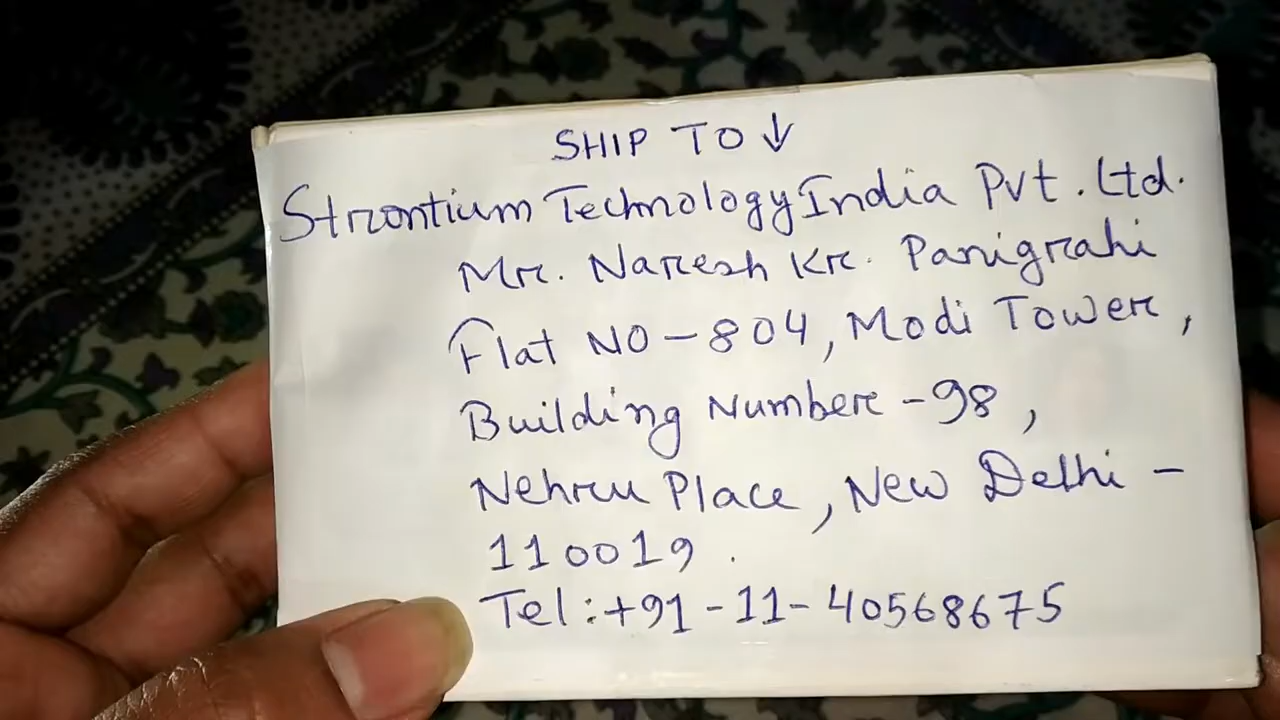 SHIP TO ↓
Strontium Technology India Pvt. Ltd.
Mr. Naresh Kr. Panigrahi
Flat NO-804, Modi Tower,
Building Number-98,
Nehru Place, New Delhi-
110019.
Tel:+91-11-40568675